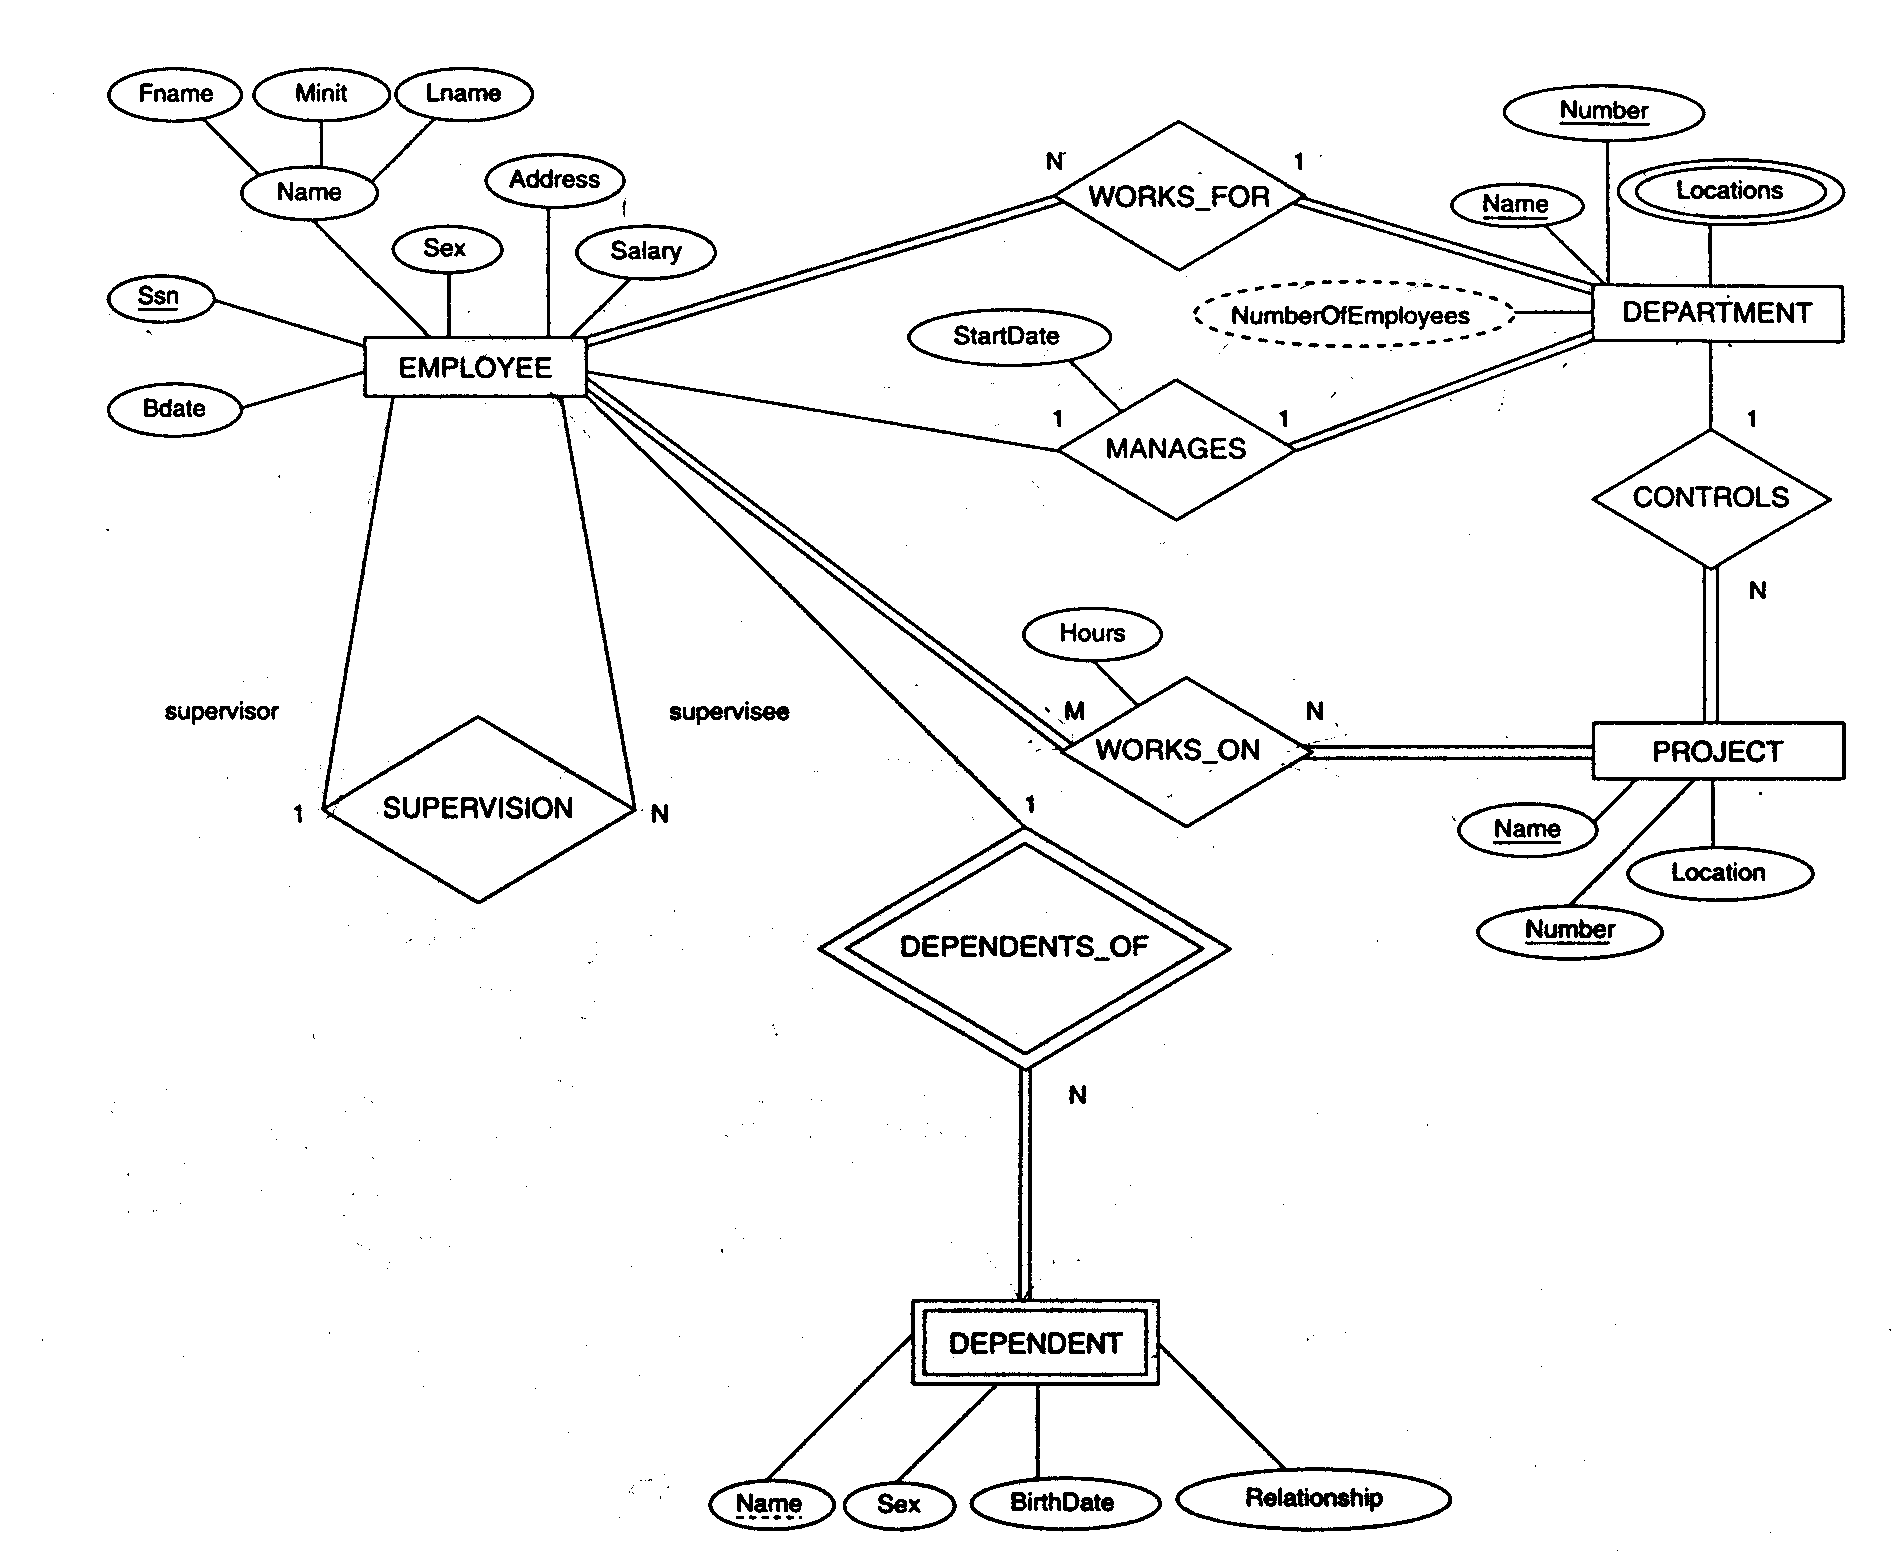 Fname
Minit
Lname
Name
Address
Sex
Salary
Ssn
Bdate
EMPLOYEE
N
WORKS_FOR
1
Number
Name
Locations
NumberOfEmployees
DEPARTMENT
StartDate
1
MANAGES
1
1
CONTROLS
N
Hours
M
WORKS_ON
N
PROJECT
Name
Location
Number
supervisor
supervisee
1
SUPERVISION
N
1
DEPENDENTS_OF
N
DEPENDENT
Name
Sex
BirthDate
Relationship